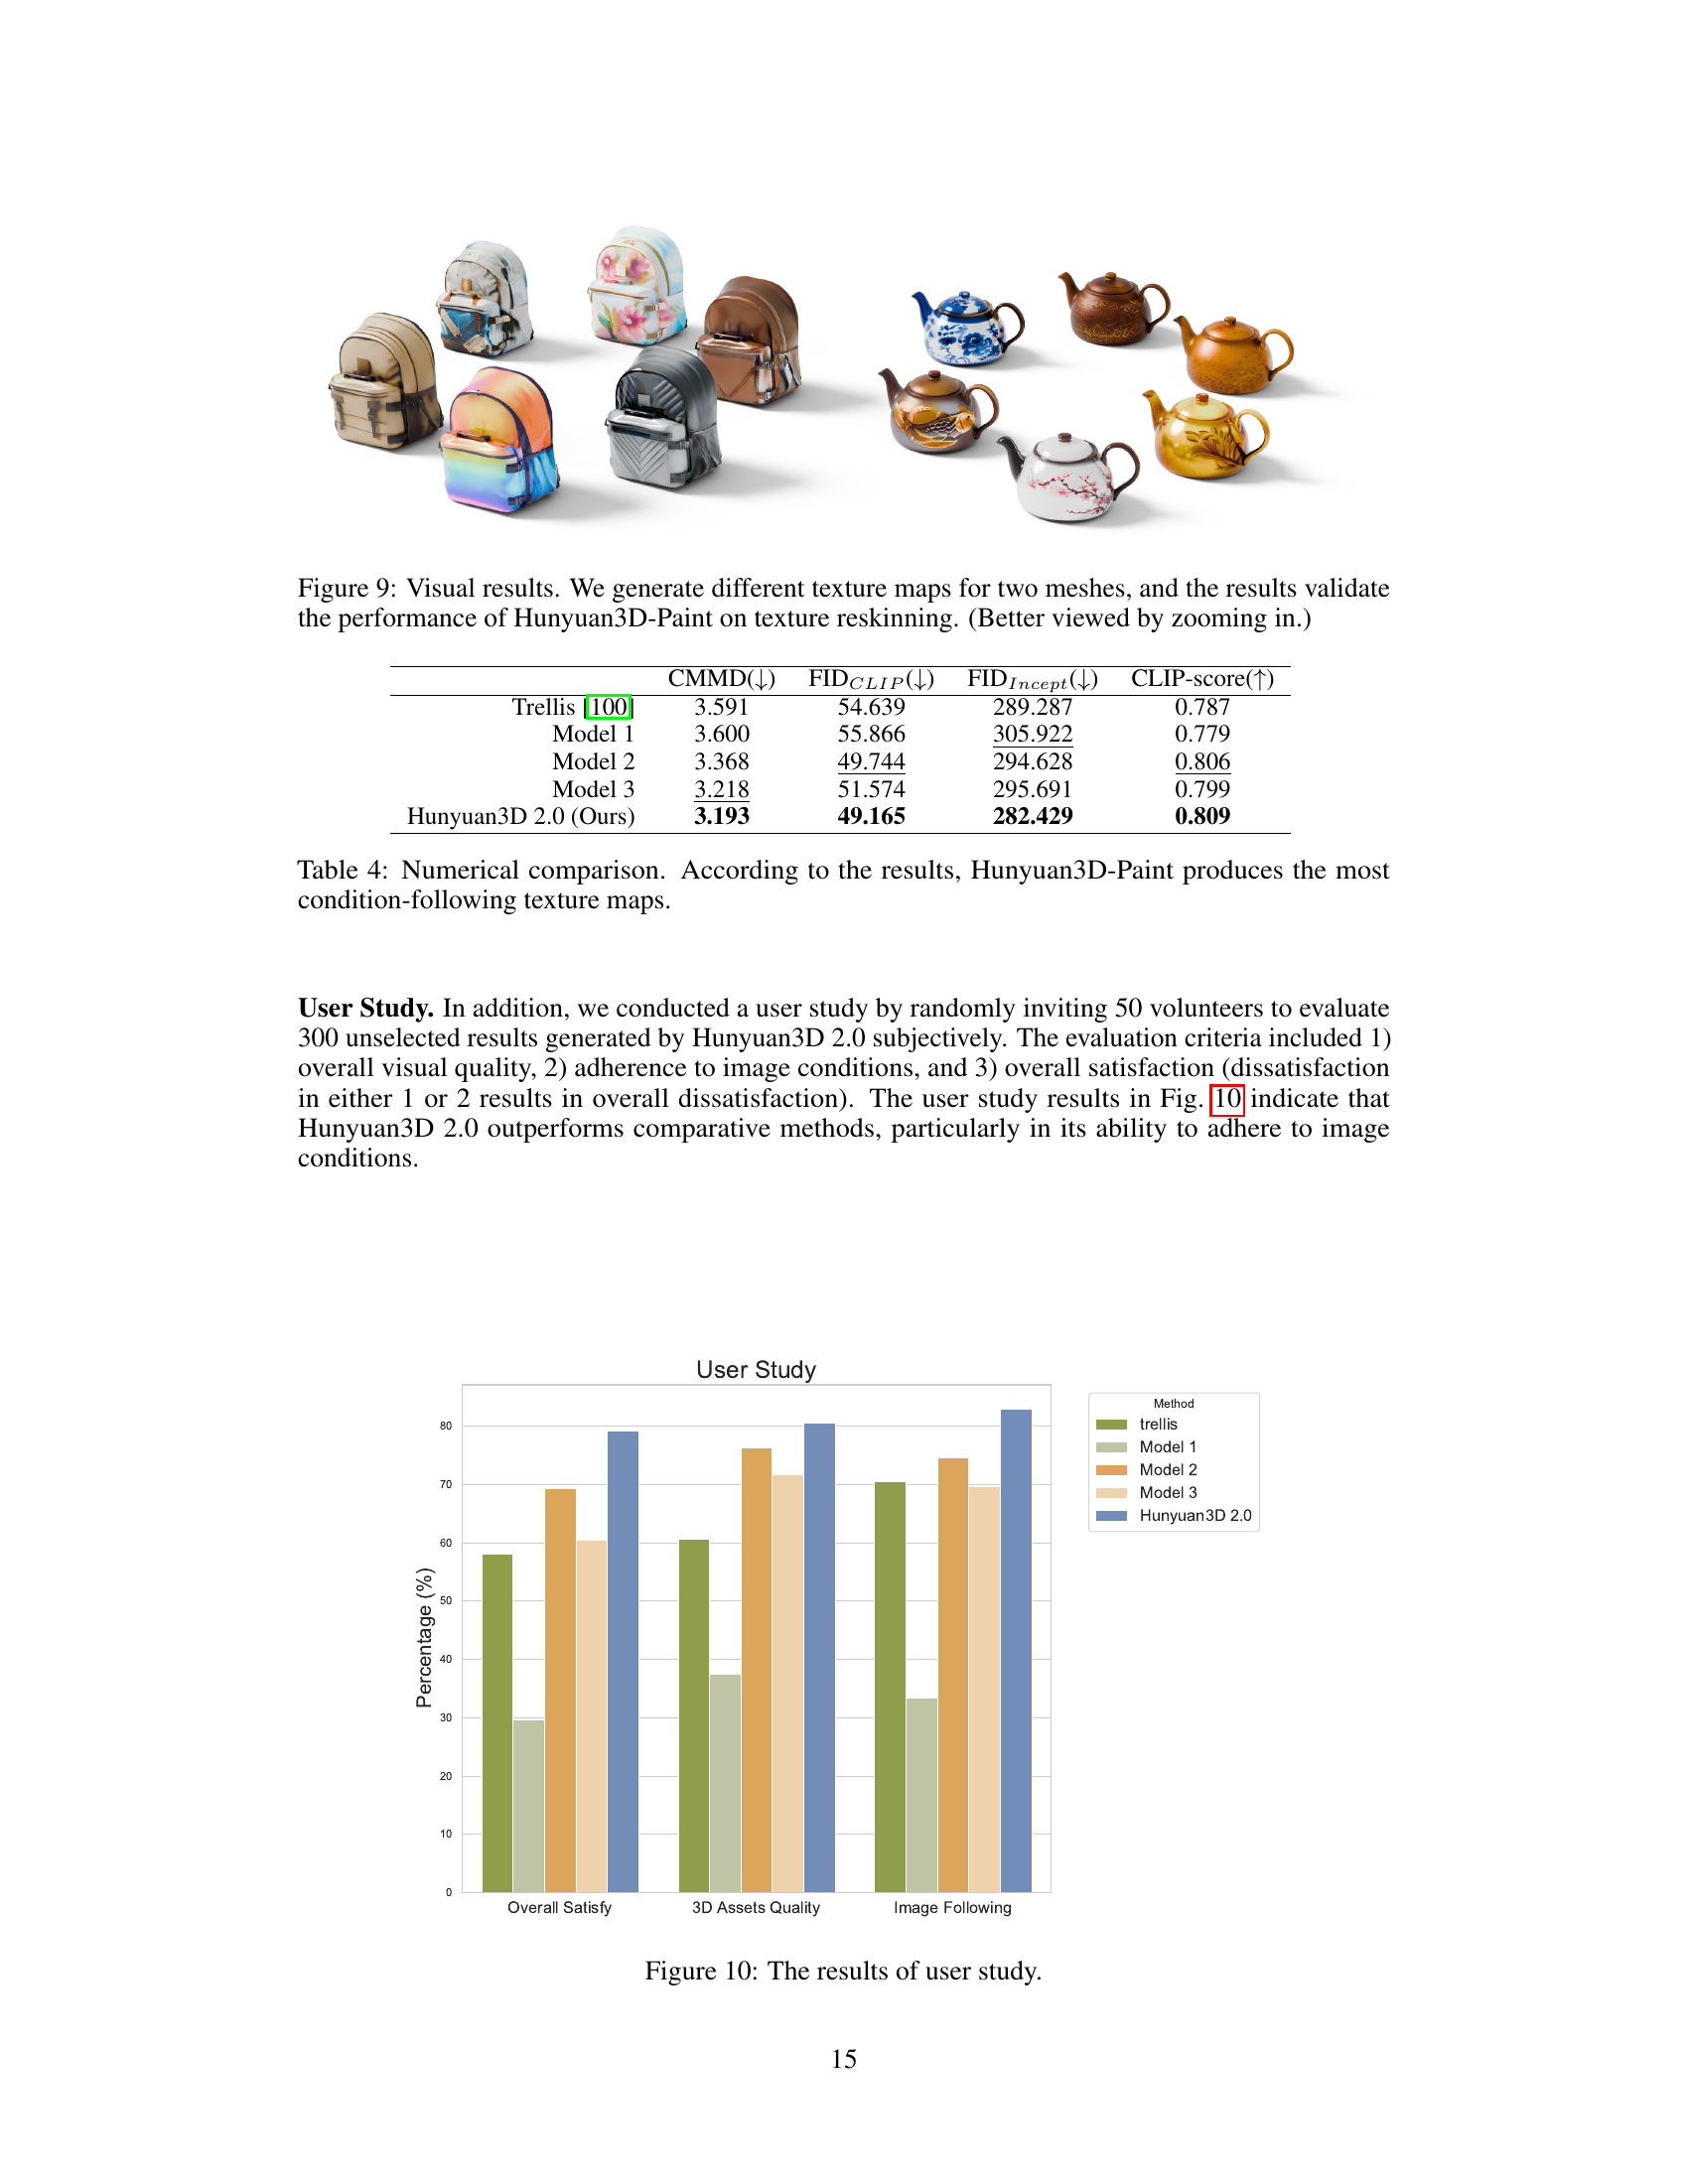 Figure 9: Visual results. We generate different texture maps for two meshes, and the results validate
the performance of Hunyuan3D-Paint on texture reskinning. (Better viewed by zooming in.)
CMMD(↓) FID_CLIP(↓) FID_Incept(↓) CLIP-score(↑)
Trellis [100] 3.591 54.639 289.287 0.787
Model 1 3.600 55.866 305.922 0.779
Model 2 3.368 49.744 294.628 0.806
Model 3 3.218 51.574 295.691 0.799
Hunyuan3D 2.0 (Ours) 3.193 49.165 282.429 0.809
Table 4: Numerical comparison. According to the results, Hunyuan3D-Paint produces the most
condition-following texture maps.
User Study. In addition, we conducted a user study by randomly inviting 50 volunteers to evaluate
300 unselected results generated by Hunyuan3D 2.0 subjectively. The evaluation criteria included 1)
overall visual quality, 2) adherence to image conditions, and 3) overall satisfaction (dissatisfaction
in either 1 or 2 results in overall dissatisfaction). The user study results in Fig. 10 indicate that
Hunyuan3D 2.0 outperforms comparative methods, particularly in its ability to adhere to image
conditions.
User Study
Percentage (%)
80
70
60
50
40
30
20
10
0
Overall Satisfy 3D Assets Quality Image Following
Method
trellis
Model 1
Model 2
Model 3
Hunyuan3D 2.0
Figure 10: The results of user study.
15